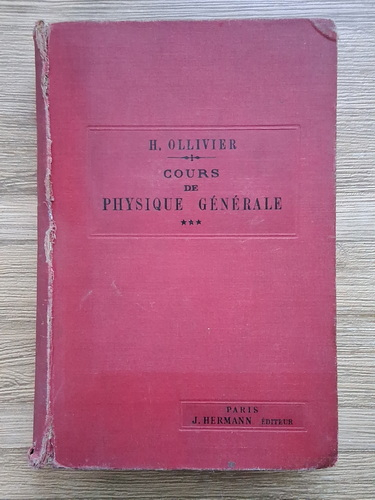 H. OLLIVIER
COURS
DE
PHYSIQUE GÉNÉRALE
★★★
PARIS
J. HERMANN ÉDITEUR